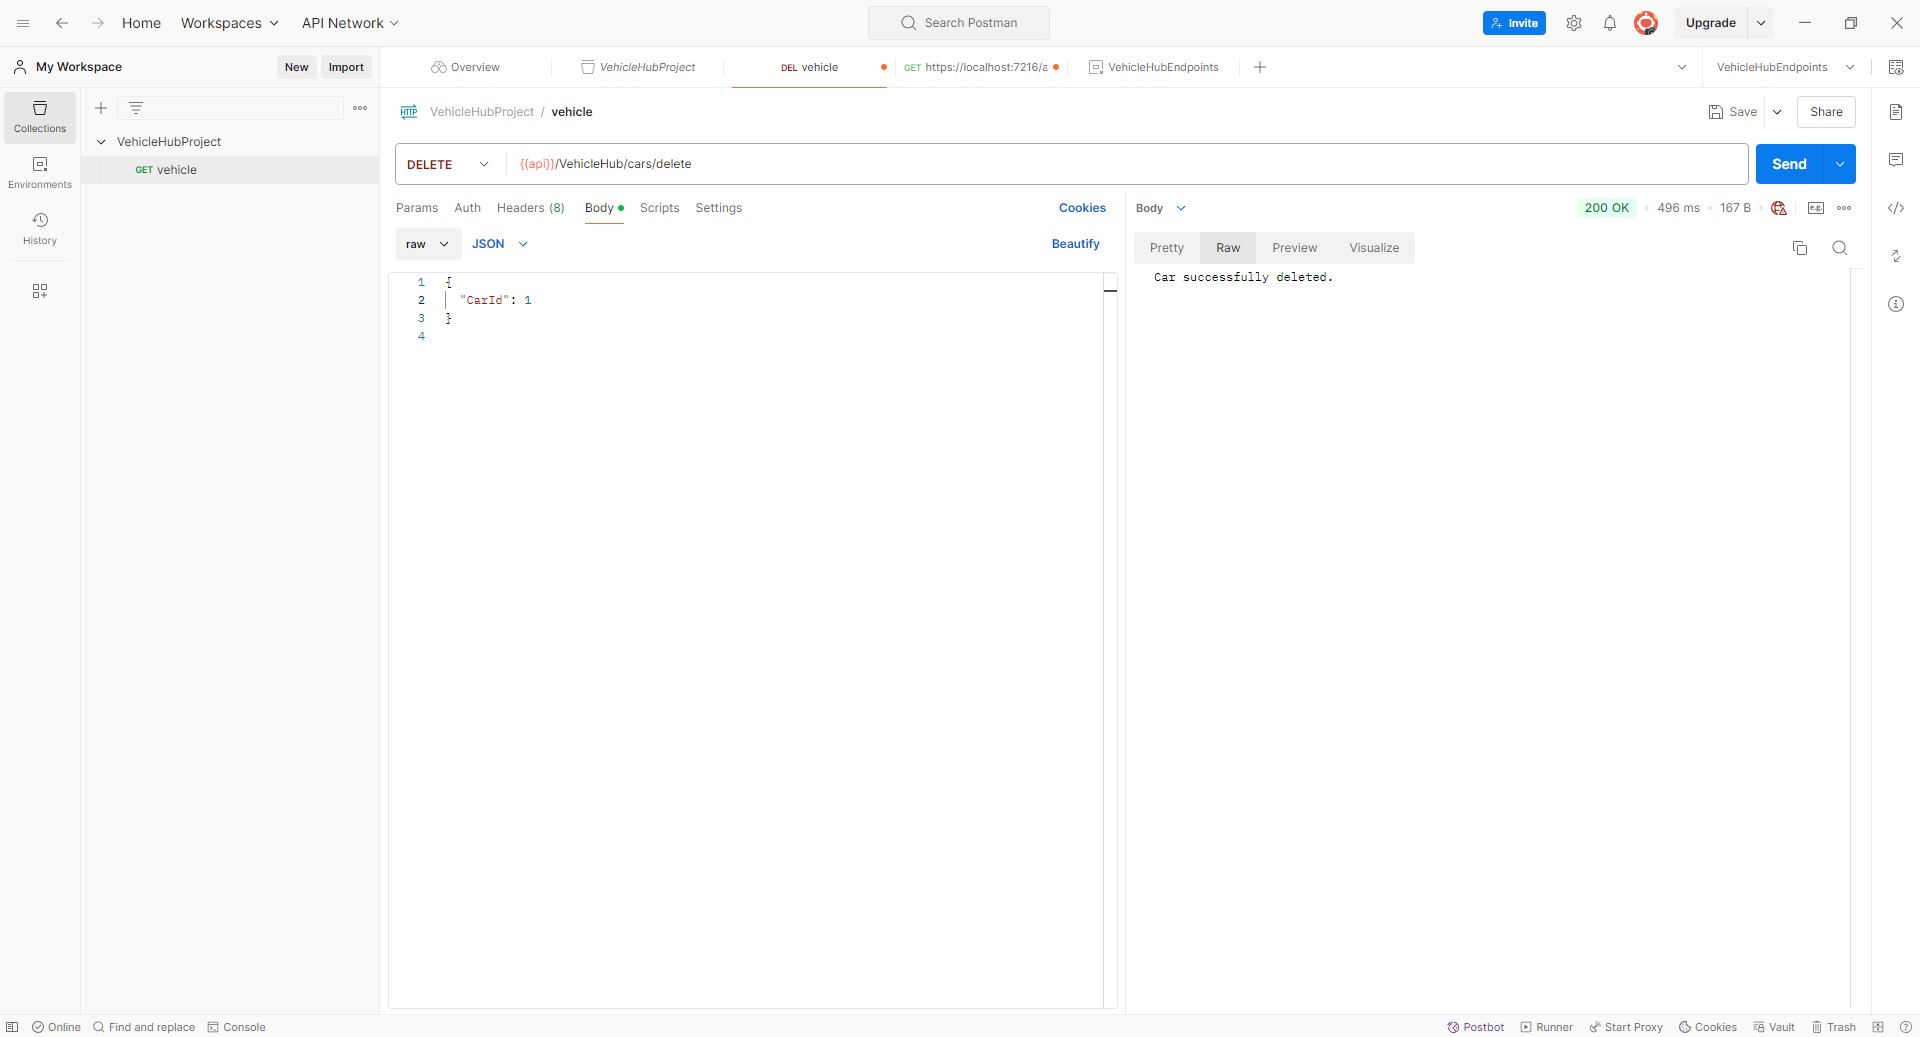 Home Workspaces API Network Search Postman Invite Upgrade
My Workspace New Import Overview VehicleHubProject DEL vehicle GET https://localhost:7216/a VehicleHubEndpoints VehicleHubEndpoints
Collections
Environments
History
VehicleHubProject
GET vehicle
HTTP VehicleHubProject / vehicle Save Share
DELETE {{api}}/VehicleHub/cars/delete Send
Params Auth Headers (8) Body Scripts Settings Cookies
raw JSON Beautify
1 {
2 "CarId": 1
3 }
4
Body 200 OK 496 ms 167 B e.g.
Pretty Raw Preview Visualize
Car successfully deleted.
Online Find and replace Console Postbot Runner Start Proxy Cookies Vault Trash